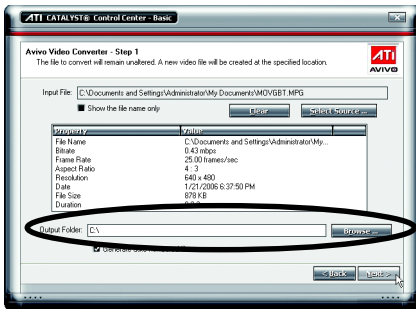 ATI CATALYST® Control Center - Basic
Avivo Video Converter - Step 1
The file to convert will remain unaltered. A new video file will be created at the specified location.
ATI
AVIVO
Input File: C:\Documents and Settings\Administrator\My Documents\MOVGBT.MPG
Show the file name only
Clear
Select Source ...
Property Value
File Name C:\Documents and Settings\Administrator\My...
Bitrate 0.43 mbps
Frame Rate 25.00 frames/sec
Aspect Ratio 4 : 3
Resolution 640 x 480
Date 1/21/2006 6:37:50 PM
File Size 878 KB
Duration
Output Folder: C:\
Browse ...
Generate
< Back Next >